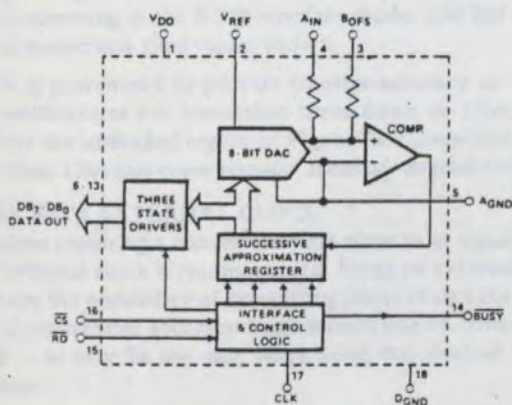 VDD VREF AIN BOFS
2 4 3
8-BIT DAC
+
-
COMP.
5 AGND
6 - 13
DB7 - DB0
DATA OUT
THREE
STATE
DRIVERS
SUCCESSIVE
APPROXIMATION
REGISTER
CS 16
RD 15
INTERFACE
& CONTROL
LOGIC
14 BUSY
17
CLK
18
DGND